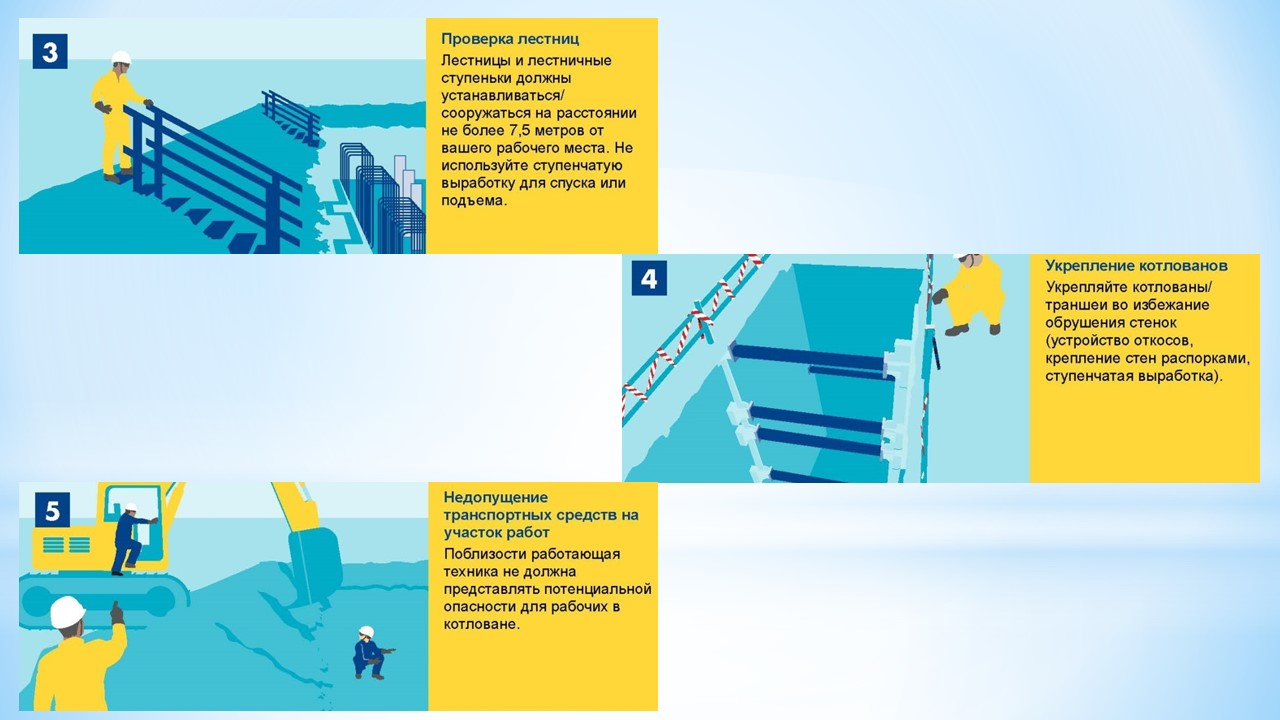 3
Проверка лестниц
Лестницы и лестничные
ступеньки должны
устанавливаться/
сооружаться на расстоянии
не более 7,5 метров от
вашего рабочего места. Не
используйте ступенчатую
выработку для спуска или
подъема.
4
Укрепление котлованов
Укрепляйте котлованы/
траншеи во избежание
обрушения стенок
(устройство откосов,
крепление стен распорками,
ступенчатая выработка).
5
Недопущение
транспортных средств на
участок работ
Поблизости работающая
техника не должна
представлять потенциальной
опасности для рабочих в
котловане.